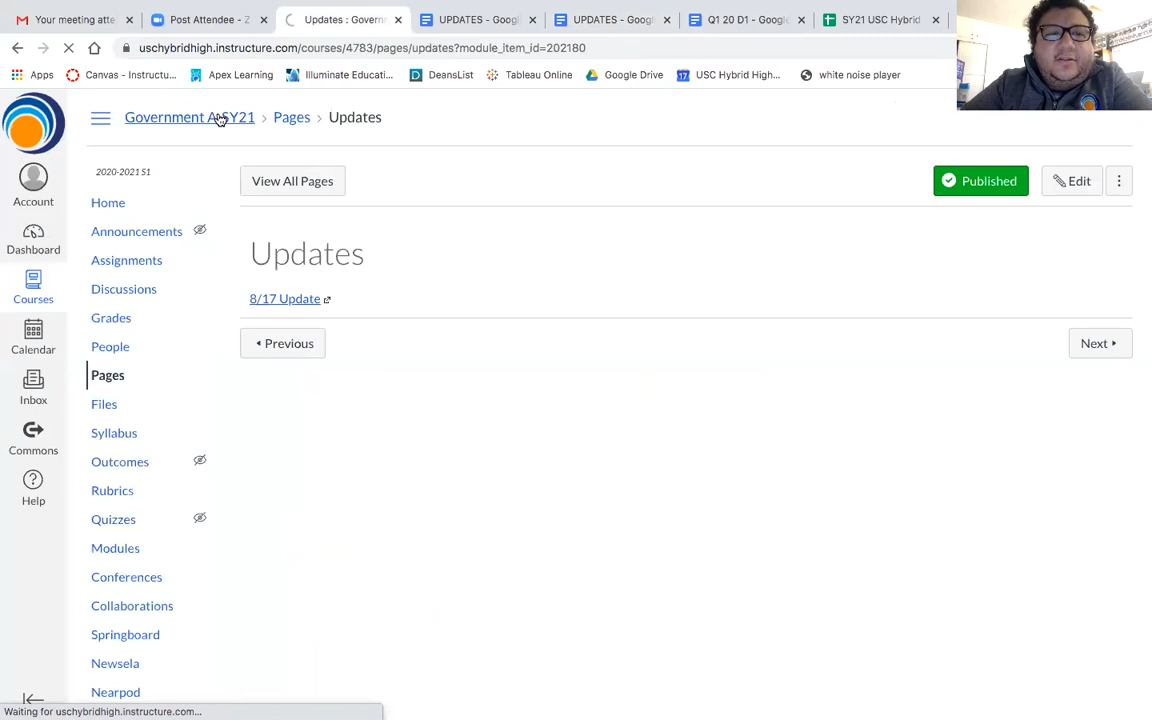 Your meeting atte
Post Attendee - Z
Updates : Governm
UPDATES - Googl
UPDATES - Googl
Q1 20 D1 - Google
SY21 USC Hybrid
uschybridhigh.instructure.com/courses/4783/pages/updates?module_item_id=202180
Apps
Canvas - Instructu...
Apex Learning
Illuminate Educati...
DeansList
Tableau Online
Google Drive
17 USC Hybrid High...
white noise player
Government A SY21 > Pages > Updates
2020-2021 S1
View All Pages
Published
Edit
Account
Dashboard
Courses
Calendar
Inbox
Commons
Help
Home
Announcements
Assignments
Discussions
Grades
People
Pages
Files
Syllabus
Outcomes
Rubrics
Quizzes
Modules
Conferences
Collaborations
Springboard
Newsela
Nearpod
Updates
8/17 Update
Previous
Next
Waiting for uschybridhigh.instructure.com...